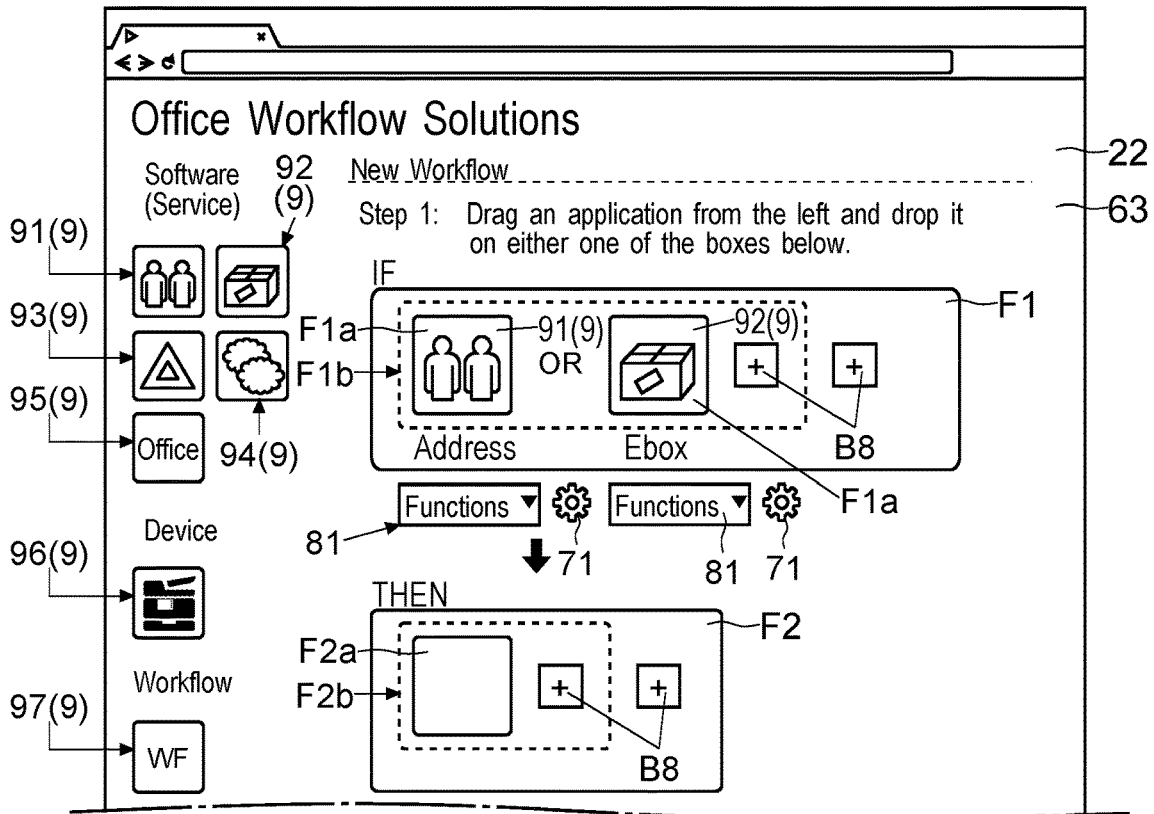 Office Workflow Solutions
22
Software
(Service)
92
(9)
New Workflow
63
Step 1: Drag an application from the left and drop it
on either one of the boxes below.
91(9)
IF
F1
93(9)
F1a
91(9)
OR
92(9)
F1b
+
+
95(9)
Office
94(9)
Address
Ebox
B8
F1a
Functions
Functions
81
71
81
71
Device
96(9)
THEN
F2
F2a
F2b
+
+
Workflow
97(9)
WF
B8